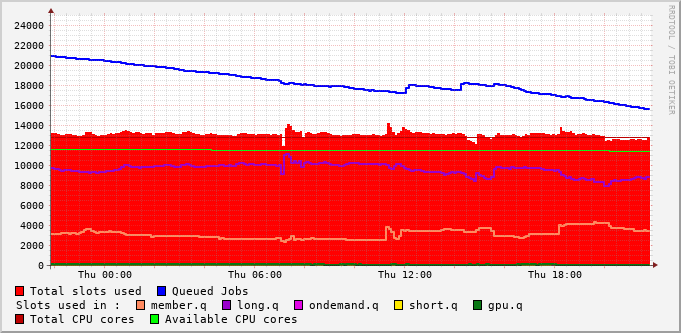 24000
22000
20000
18000
16000
14000
12000
10000
8000
6000
4000
2000
0
Thu 00:00 Thu 06:00 Thu 12:00 Thu 18:00
RRDTOOL / TOBI OETIKER
Total slots used Queued Jobs
Slots used in : member.q long.q ondemand.q short.q gpu.q
Total CPU cores Available CPU cores